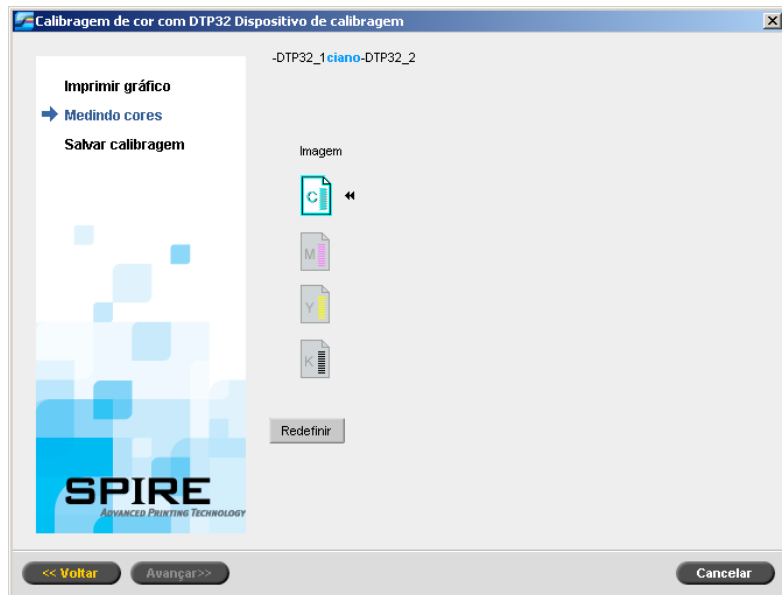 Calibragem de cor com DTP32 Dispositivo de calibragem
-DTP32_1ciano-DTP32_2
Imprimir gráfico
Medindo cores
Salvar calibragem
Imagem
C
M
Y
K
Redefinir
SPIRE
ADVANCED PRINTING TECHNOLOGY
<< Voltar
Avançar>>
Cancelar